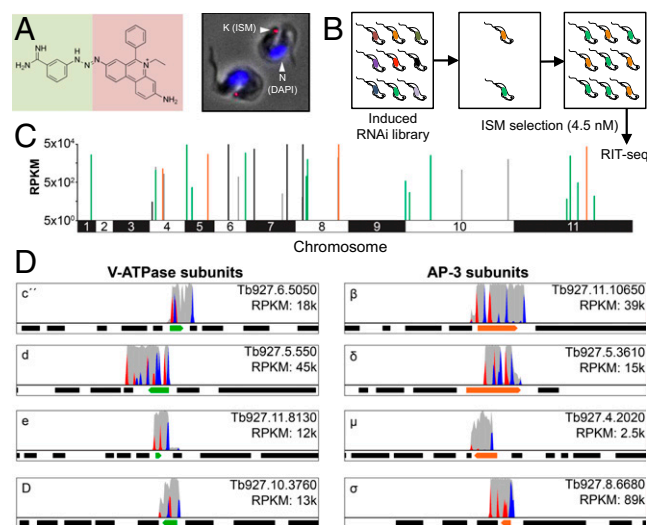 A
H₂N
NH
H
N
N
N
N
NH₂
K (ISM)
N
(DAPI)
B
Induced
RNAi library
ISM selection (4.5 nM)
RIT-seq
C
RPKM
5x10⁴
5x10²
5x10⁰
1 2 3 4 5 6 7 8 9 10 11
Chromosome
D
V-ATPase subunits
AP-3 subunits
c´´
Tb927.6.5050
RPKM: 18k
β
Tb927.11.10650
RPKM: 39k
d
Tb927.5.550
RPKM: 45k
δ
Tb927.5.3610
RPKM: 15k
e
Tb927.11.8130
RPKM: 12k
μ
Tb927.4.2020
RPKM: 2.5k
D
Tb927.10.3760
RPKM: 13k
σ
Tb927.8.6680
RPKM: 89k